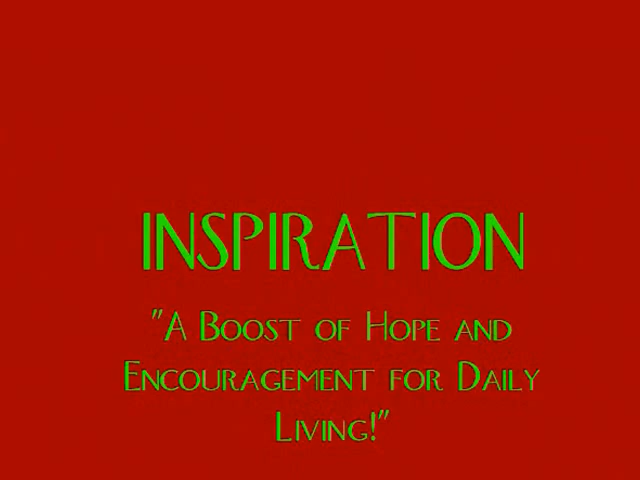 INSPIRATION
"A BOOST OF HOPE AND
ENCOURAGEMENT FOR DAILY
LIVING!"